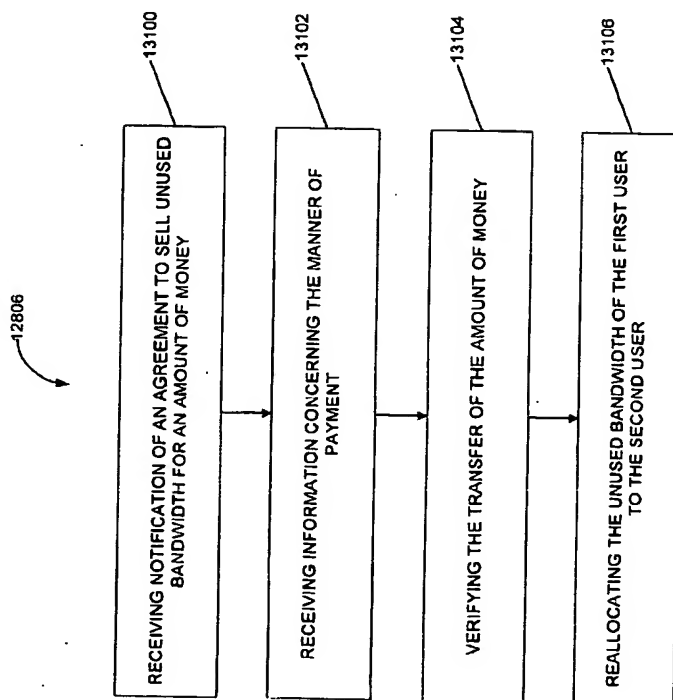 12806
13100
RECEIVING NOTIFICATION OF AN AGREEMENT TO SELL UNUSED
BANDWIDTH FOR AN AMOUNT OF MONEY
13102
RECEIVING INFORMATION CONCERNING THE MANNER OF
PAYMENT
13104
VERIFYING THE TRANSFER OF THE AMOUNT OF MONEY
13106
REALLOCATING THE UNUSED BANDWIDTH OF THE FIRST USER
TO THE SECOND USER